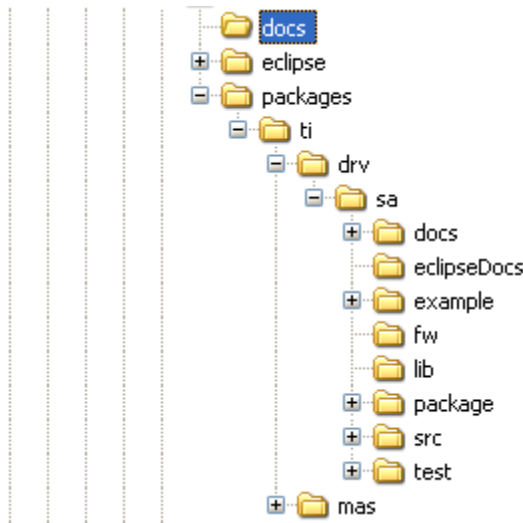 docs
eclipse
packages
ti
drv
sa
docs
eclipseDocs
example
fw
lib
package
src
test
mas